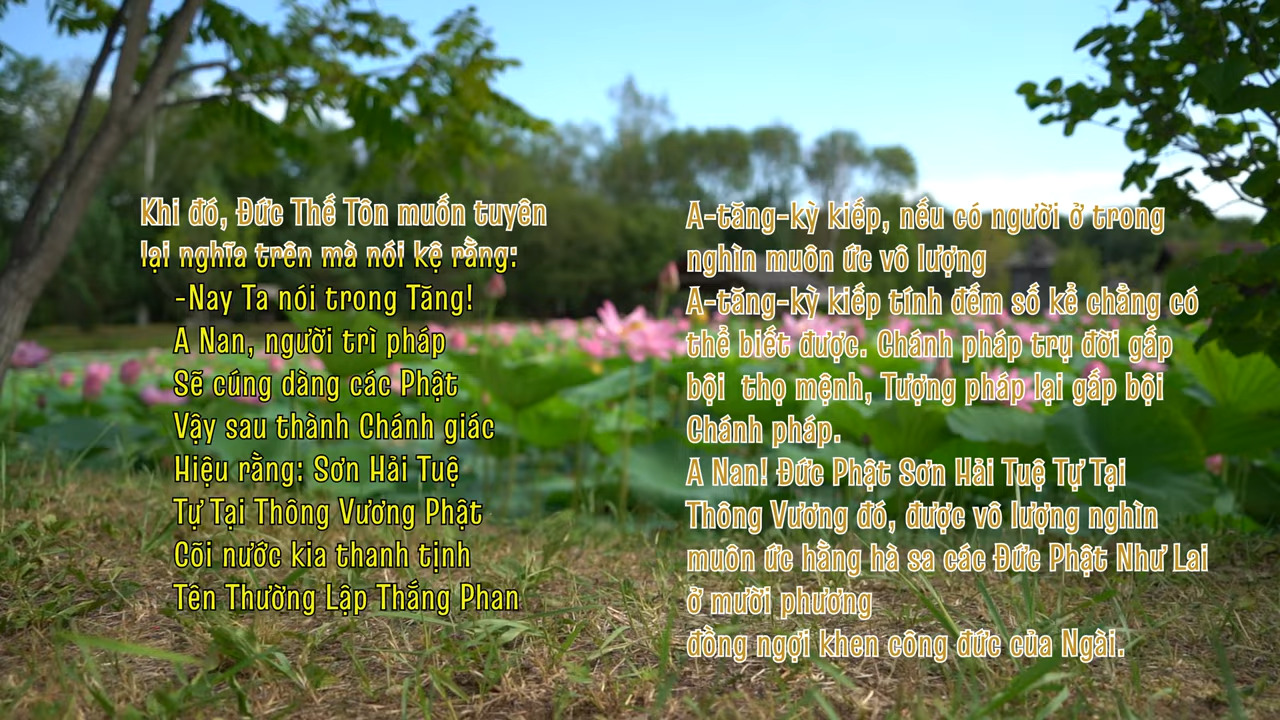 Khi đó, Đức Thế Tôn muốn tuyên
lại nghĩa trên mà nói kệ rằng:
-Nay Ta nói trong Tăng!
A Nan, người trì pháp
Sẽ cúng dàng các Phật
Vậy sau thành Chánh giác
Hiệu rằng: Sơn Hải Tuệ
Tự Tại Thông Vương Phật
Cõi nước kia thanh tịnh
Tên Thường Lập Thắng Phan
A-tăng-kỳ kiếp, nếu có người ở trong
nghìn muôn ức vô lượng
A-tăng-kỳ kiếp tính đếm số kể chẳng có
thể biết được. Chánh pháp trụ đời gấp
bội thọ mệnh, Tượng pháp lại gấp bội
Chánh pháp.
A Nan! Đức Phật Sơn Hải Tuệ Tự Tại
Thông Vương đó, được vô lượng nghìn
muôn ức hằng hà sa các Đức Phật Như Lai
ở mười phương
đồng ngợi khen công đức của Ngài.